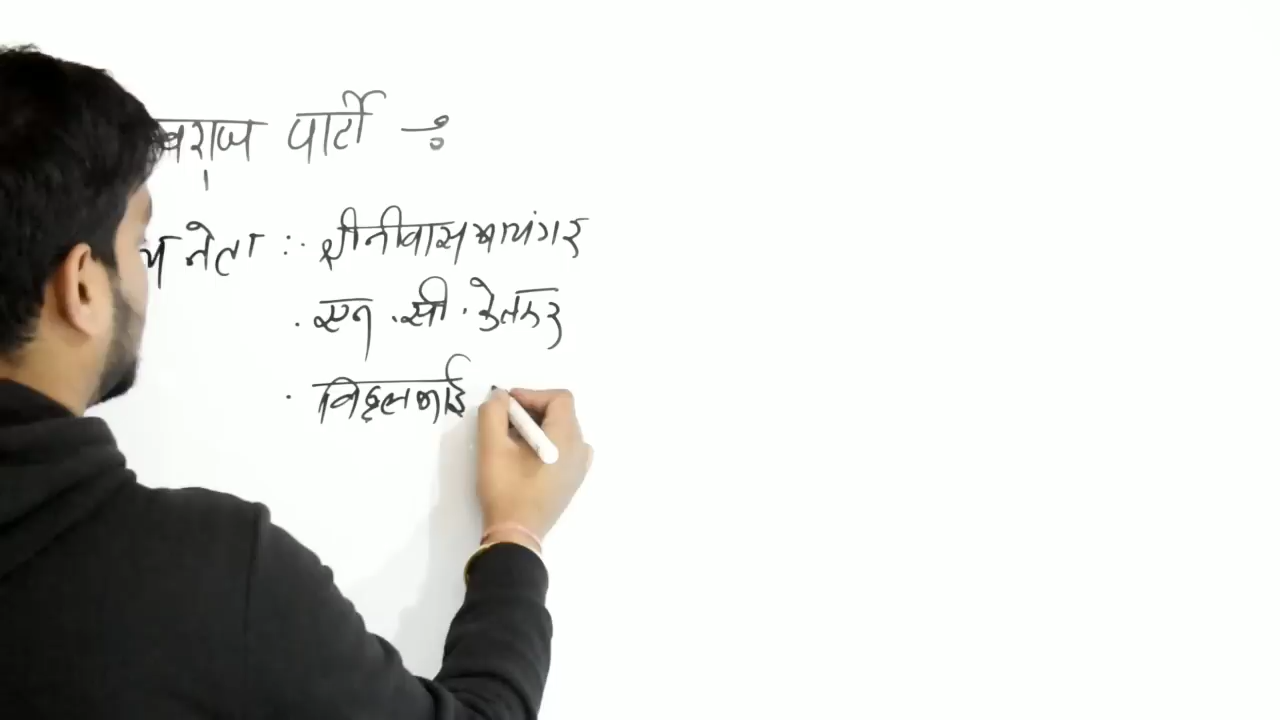 स्वराज पार्टी :
नेता : · श्रीनीवास आयंगर
· एन . सी . केलकर
· विठ्ठलभाई